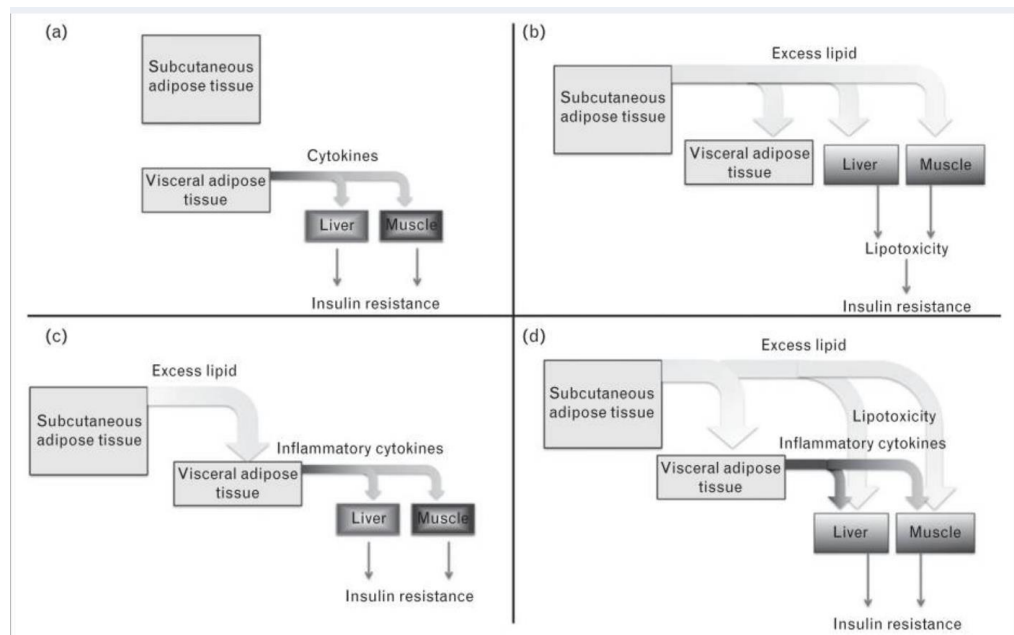 (a)
Subcutaneous
adipose tissue
Cytokines
Visceral adipose
tissue
Liver
Muscle
Insulin resistance
(b)
Excess lipid
Subcutaneous
adipose tissue
Visceral adipose
tissue
Liver
Muscle
Lipotoxicity
Insulin resistance
(c)
Excess lipid
Subcutaneous
adipose tissue
Inflammatory cytokines
Visceral adipose
tissue
Liver
Muscle
Insulin resistance
(d)
Excess lipid
Subcutaneous
adipose tissue
Lipotoxicity
Inflammatory cytokines
Visceral adipose
tissue
Liver
Muscle
Insulin resistance